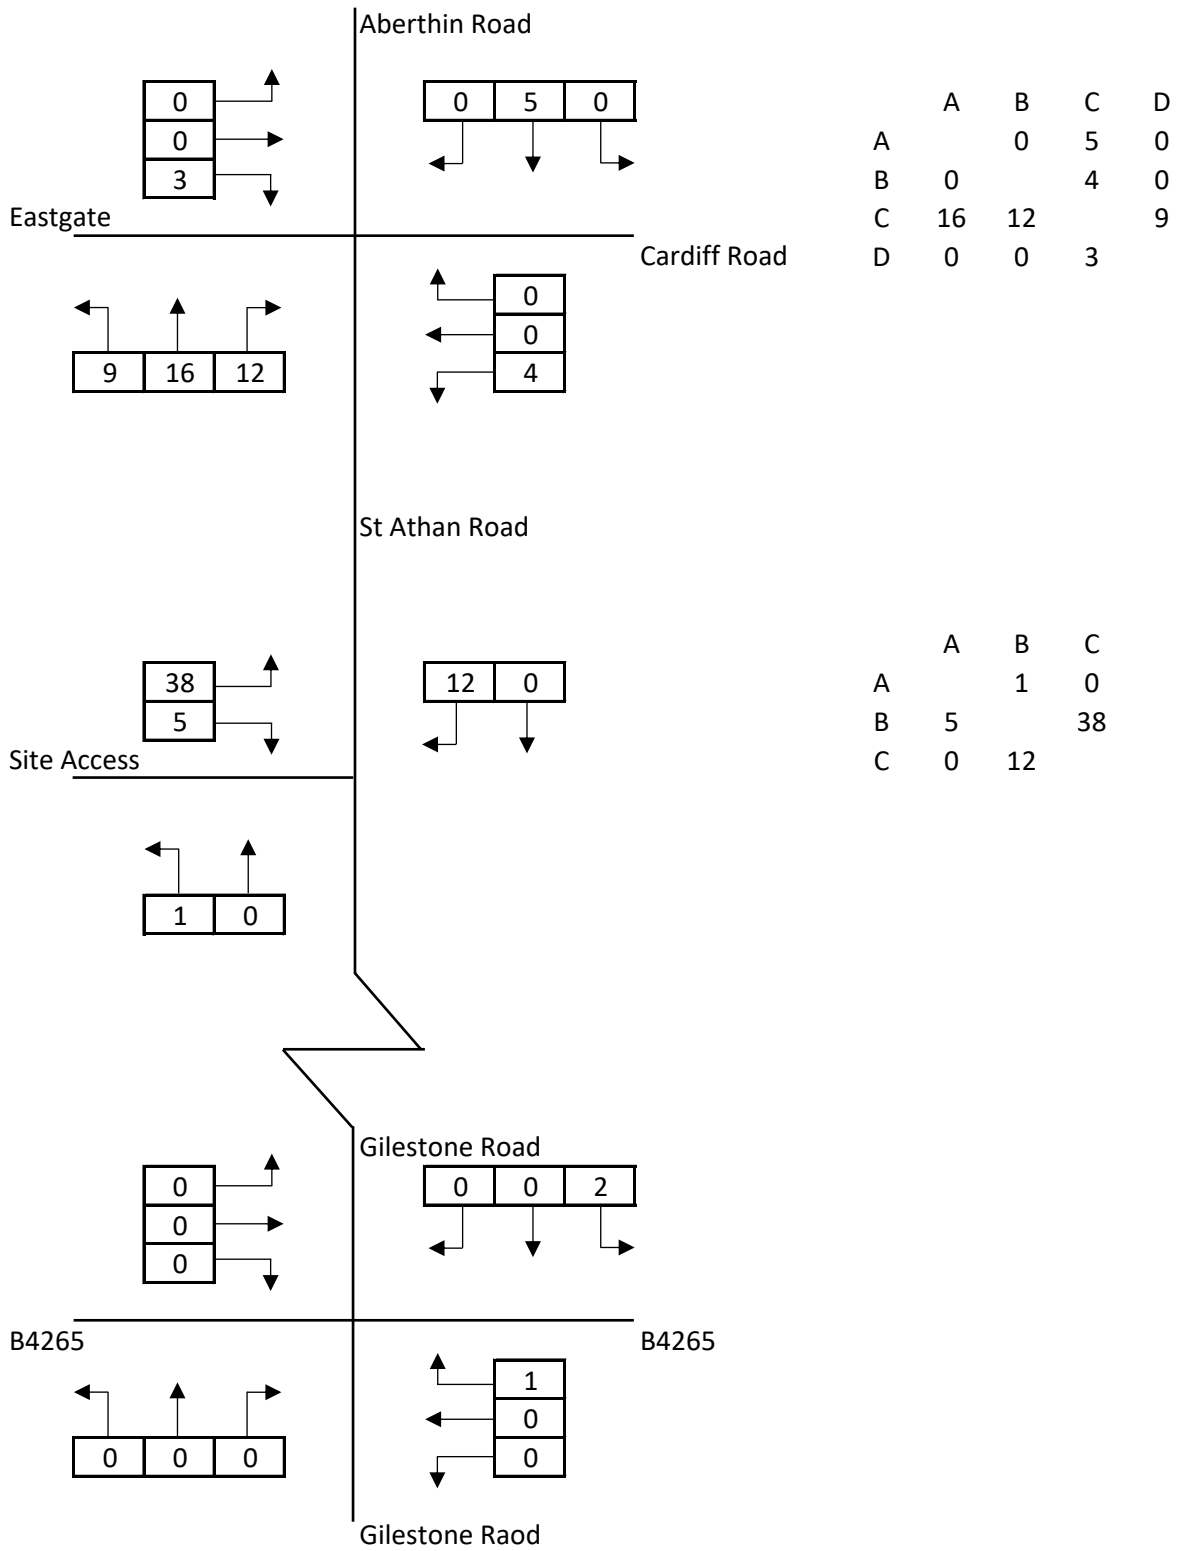 Aberthin Road
0 0 5 0 A B C D
0 A 0 5 0
3 B 0 4 0
Eastgate C 16 12 9
Cardiff Road D 0 0 3
0
0
9 16 12 4
St Athan Road
A B C
38 12 0 A 1 0
5 B 5 38
Site Access C 0 12
1 0
Gilestone Road
0 0 0 2
0
0
B4265 B4265
1
0
0 0 0 0
Gilestone Raod